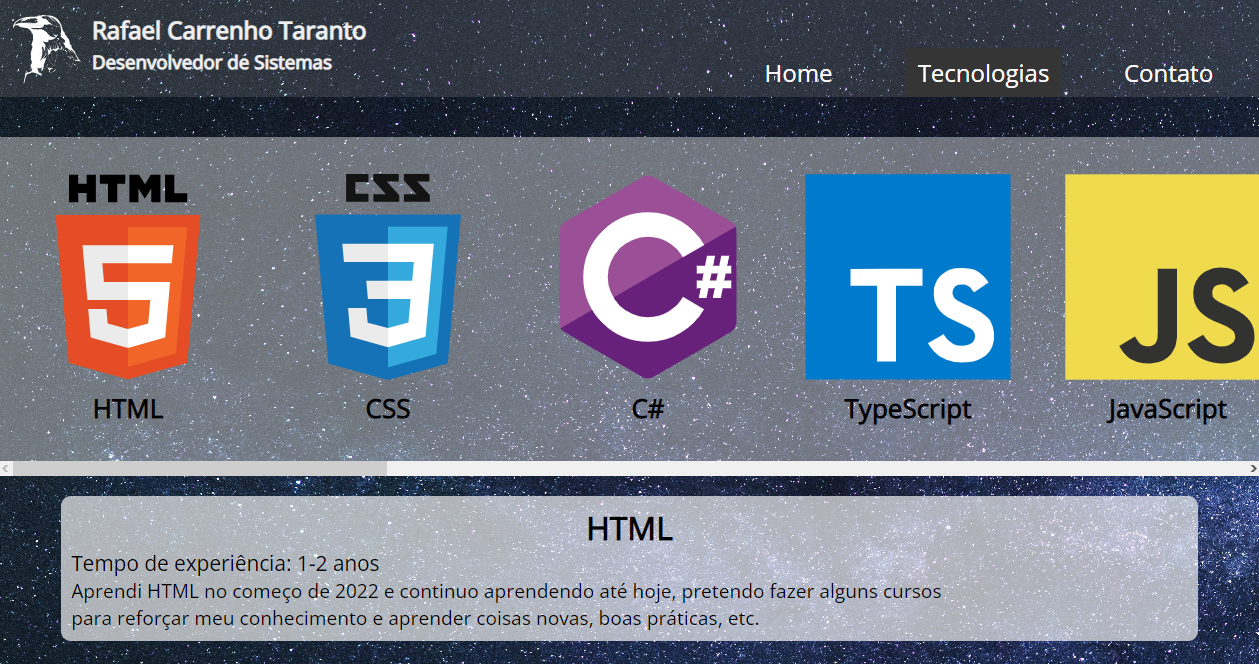 Rafael Carrenho Taranto
Desenvolvedor de Sistemas
Home Tecnologias Contato
HTML CSS
5 3 C# TS JS
HTML CSS C# TypeScript JavaScript
HTML
Tempo de experiência: 1-2 anos
Aprendi HTML no começo de 2022 e continuo aprendendo até hoje, pretendo fazer alguns cursos
para reforçar meu conhecimento e aprender coisas novas, boas práticas, etc.